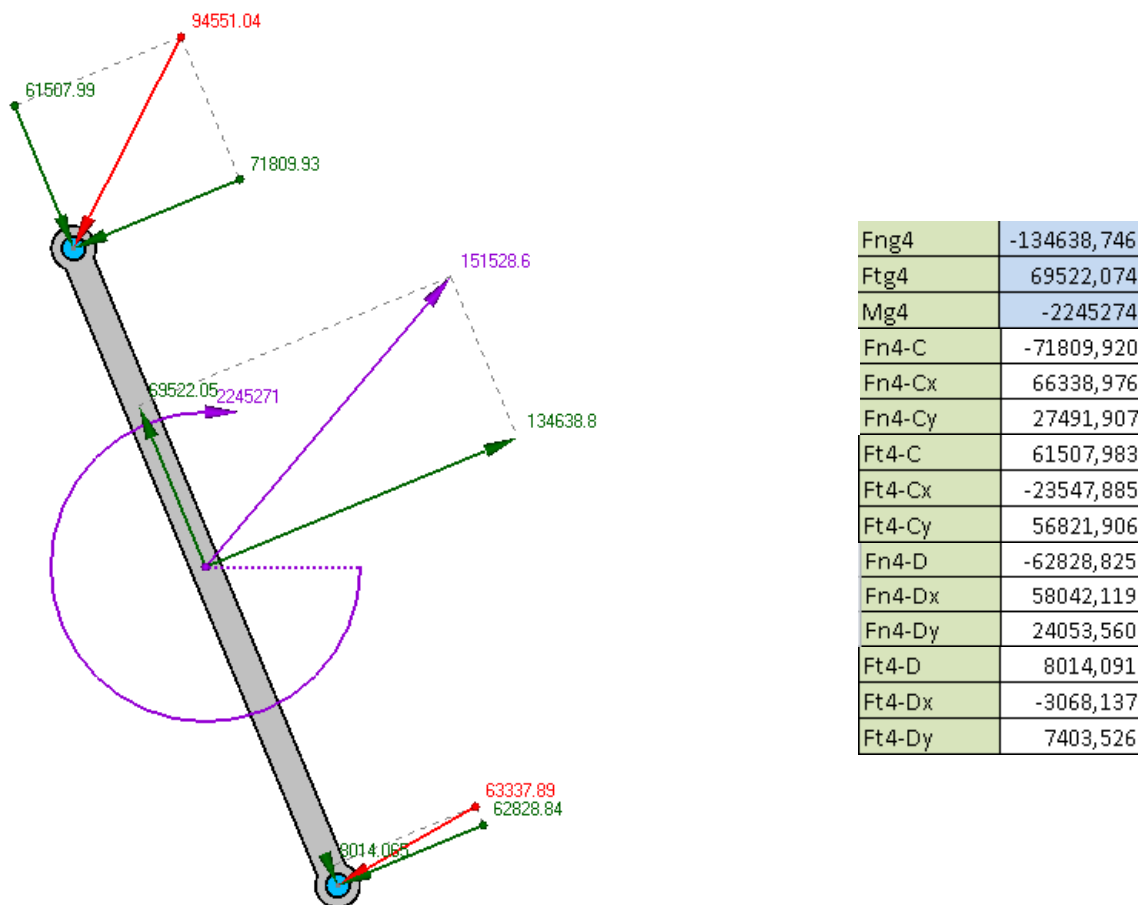 94551.04
61507.99
71809.93
151528.6
69522.05
2245271
134638.8
63337.89
62828.84
8014.065
Fng4 -134638,746
Ftg4 69522,074
Mg4 -2245274
Fn4-C -71809,920
Fn4-Cx 66338,976
Fn4-Cy 27491,907
Ft4-C 61507,983
Ft4-Cx -23547,885
Ft4-Cy 56821,906
Fn4-D -62828,825
Fn4-Dx 58042,119
Fn4-Dy 24053,560
Ft4-D 8014,091
Ft4-Dx -3068,137
Ft4-Dy 7403,526